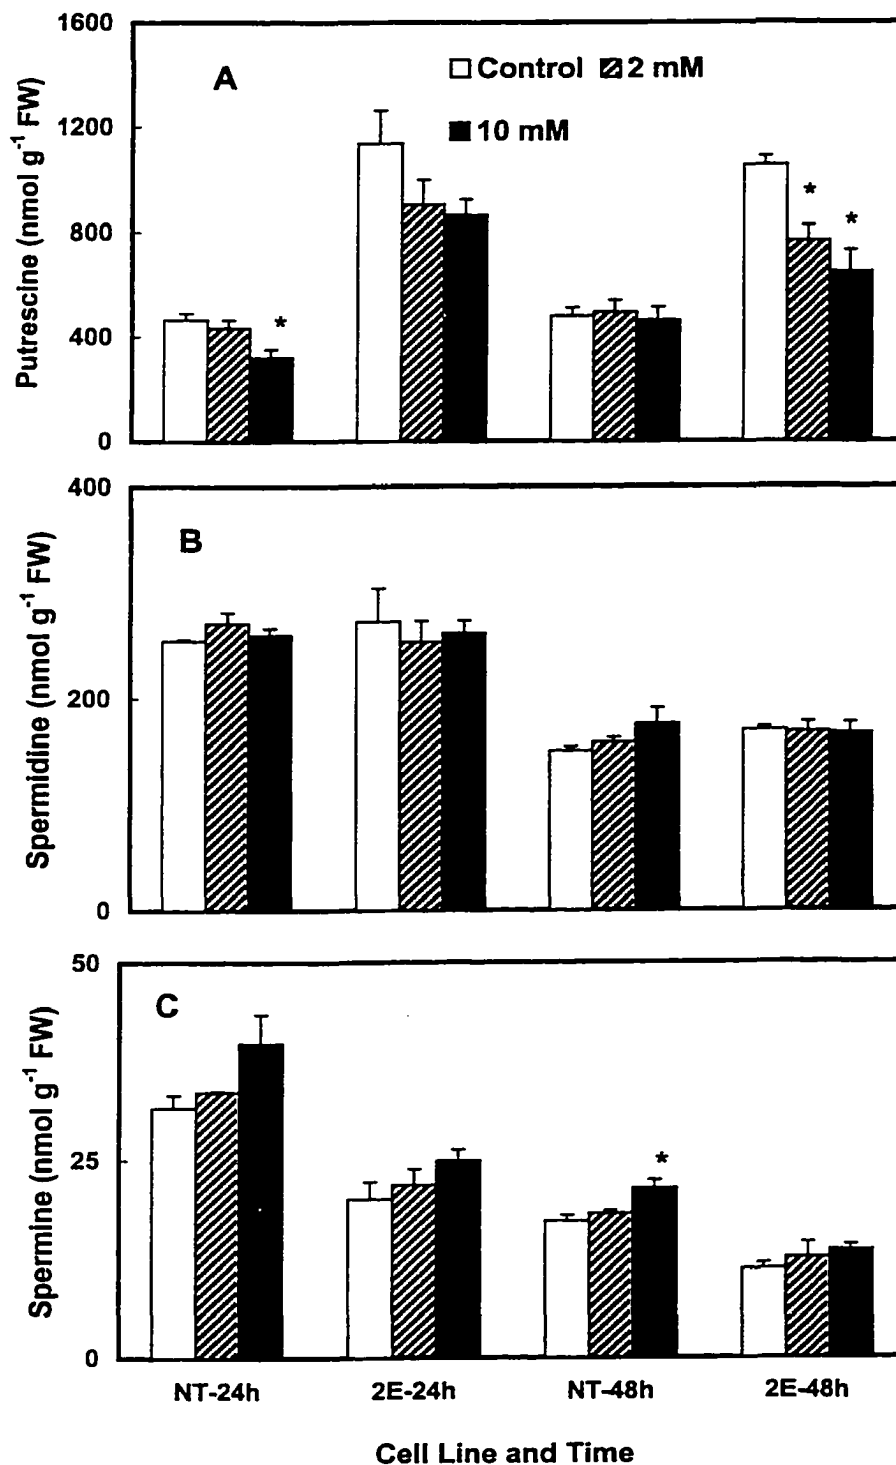 1600
A
Control 2 mM
1200
10 mM
*
*
800
*
400
0
Putrescine (nmol g⁻¹ FW)
400
B
200
0
Spermidine (nmol g⁻¹ FW)
50
C
25
*
0
Spermine (nmol g⁻¹ FW)
NT-24h 2E-24h NT-48h 2E-48h
Cell Line and Time